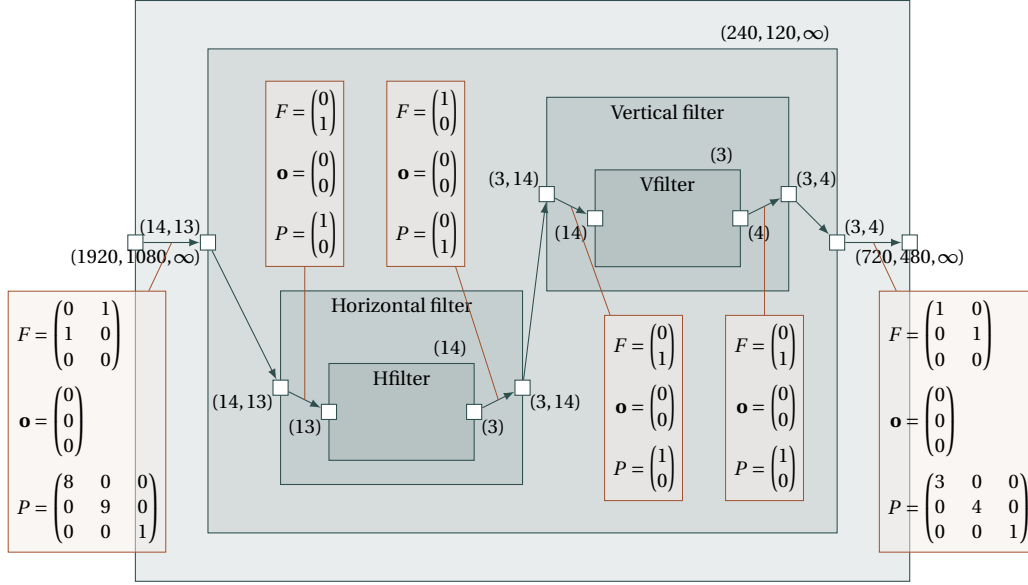 (240, 120, ∞)
F = (0 1)
o = (0 0)
P = (1 0)
F = (1 0)
o = (0 0)
P = (0 1)
Vertical filter
(3)
Vfilter
(3, 14)
(14)
(4)
(3, 4)
(14, 13)
(1920, 1080, ∞)
(3, 4)
(720, 480, ∞)
F = (0 1
1 0
0 0)
o = (0
0
0)
P = (8 0 0
0 9 0
0 0 1)
Horizontal filter
(14)
Hfilter
(14, 13)
(13)
(3)
(3, 14)
F = (0 1)
o = (0 0)
P = (1 0)
F = (0 1)
o = (0 0)
P = (1 0)
F = (1 0
0 1
0 0)
o = (0
0
0)
P = (3 0 0
0 4 0
0 0 1)